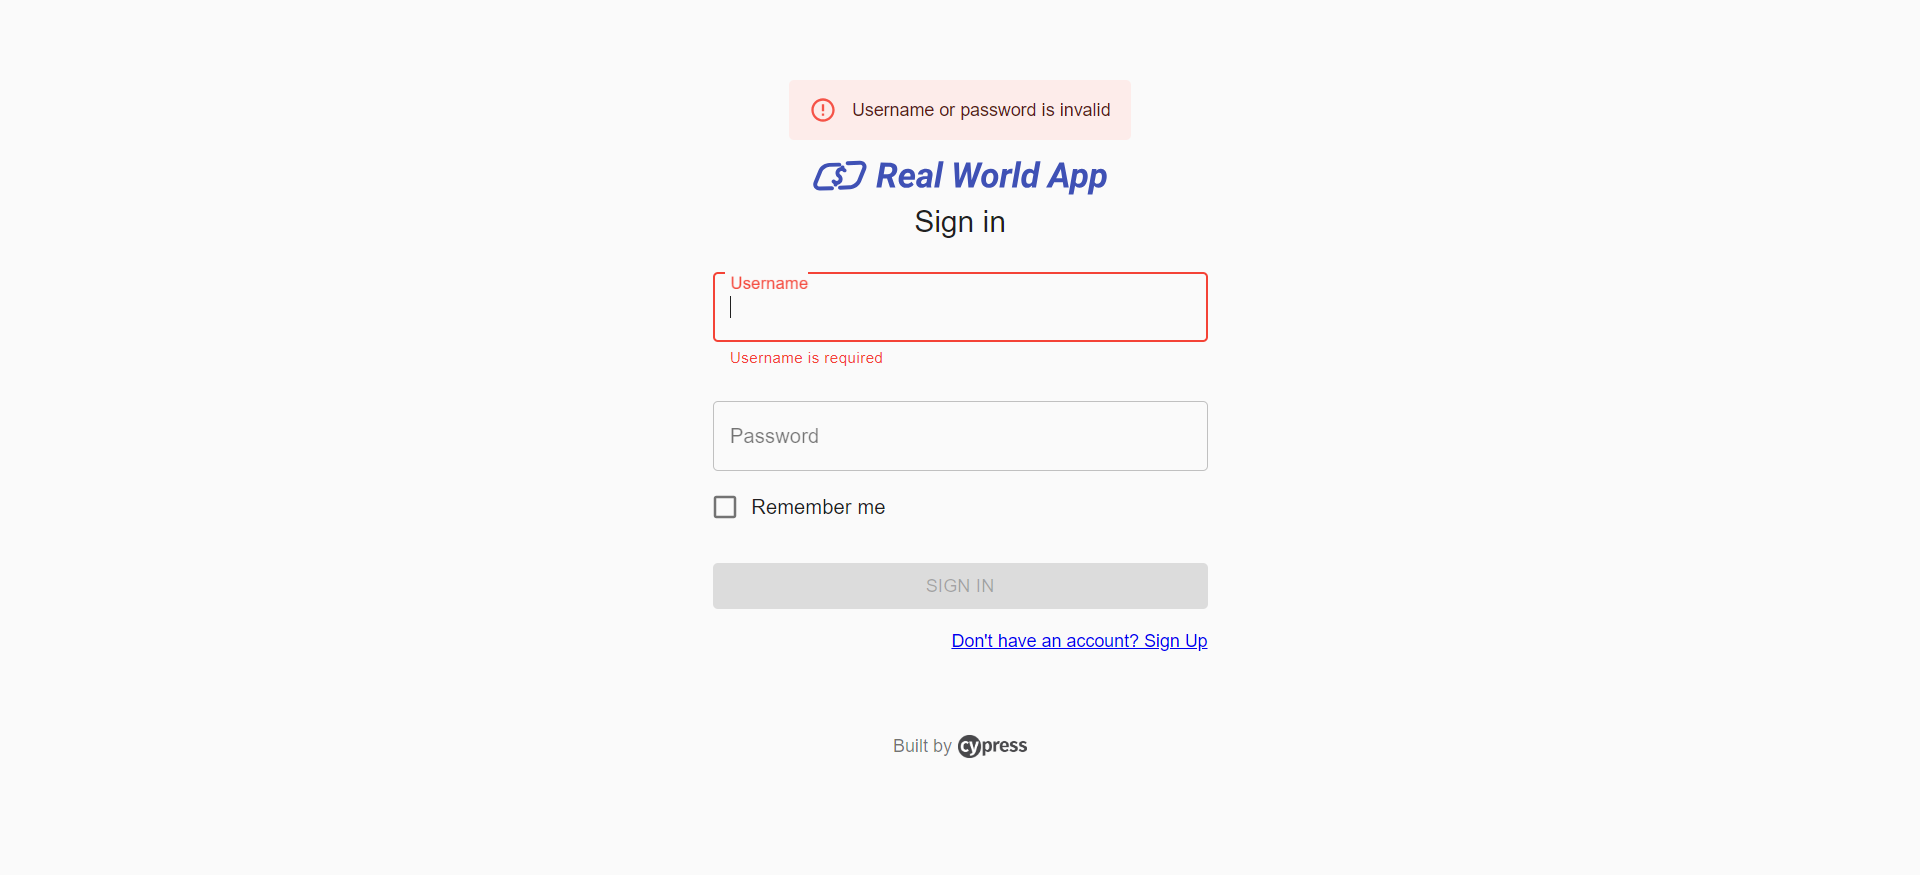 Username or password is invalid
Real World App
Sign in
Username
Username is required
Password
Remember me
SIGN IN
Don't have an account? Sign Up
Built by cypress